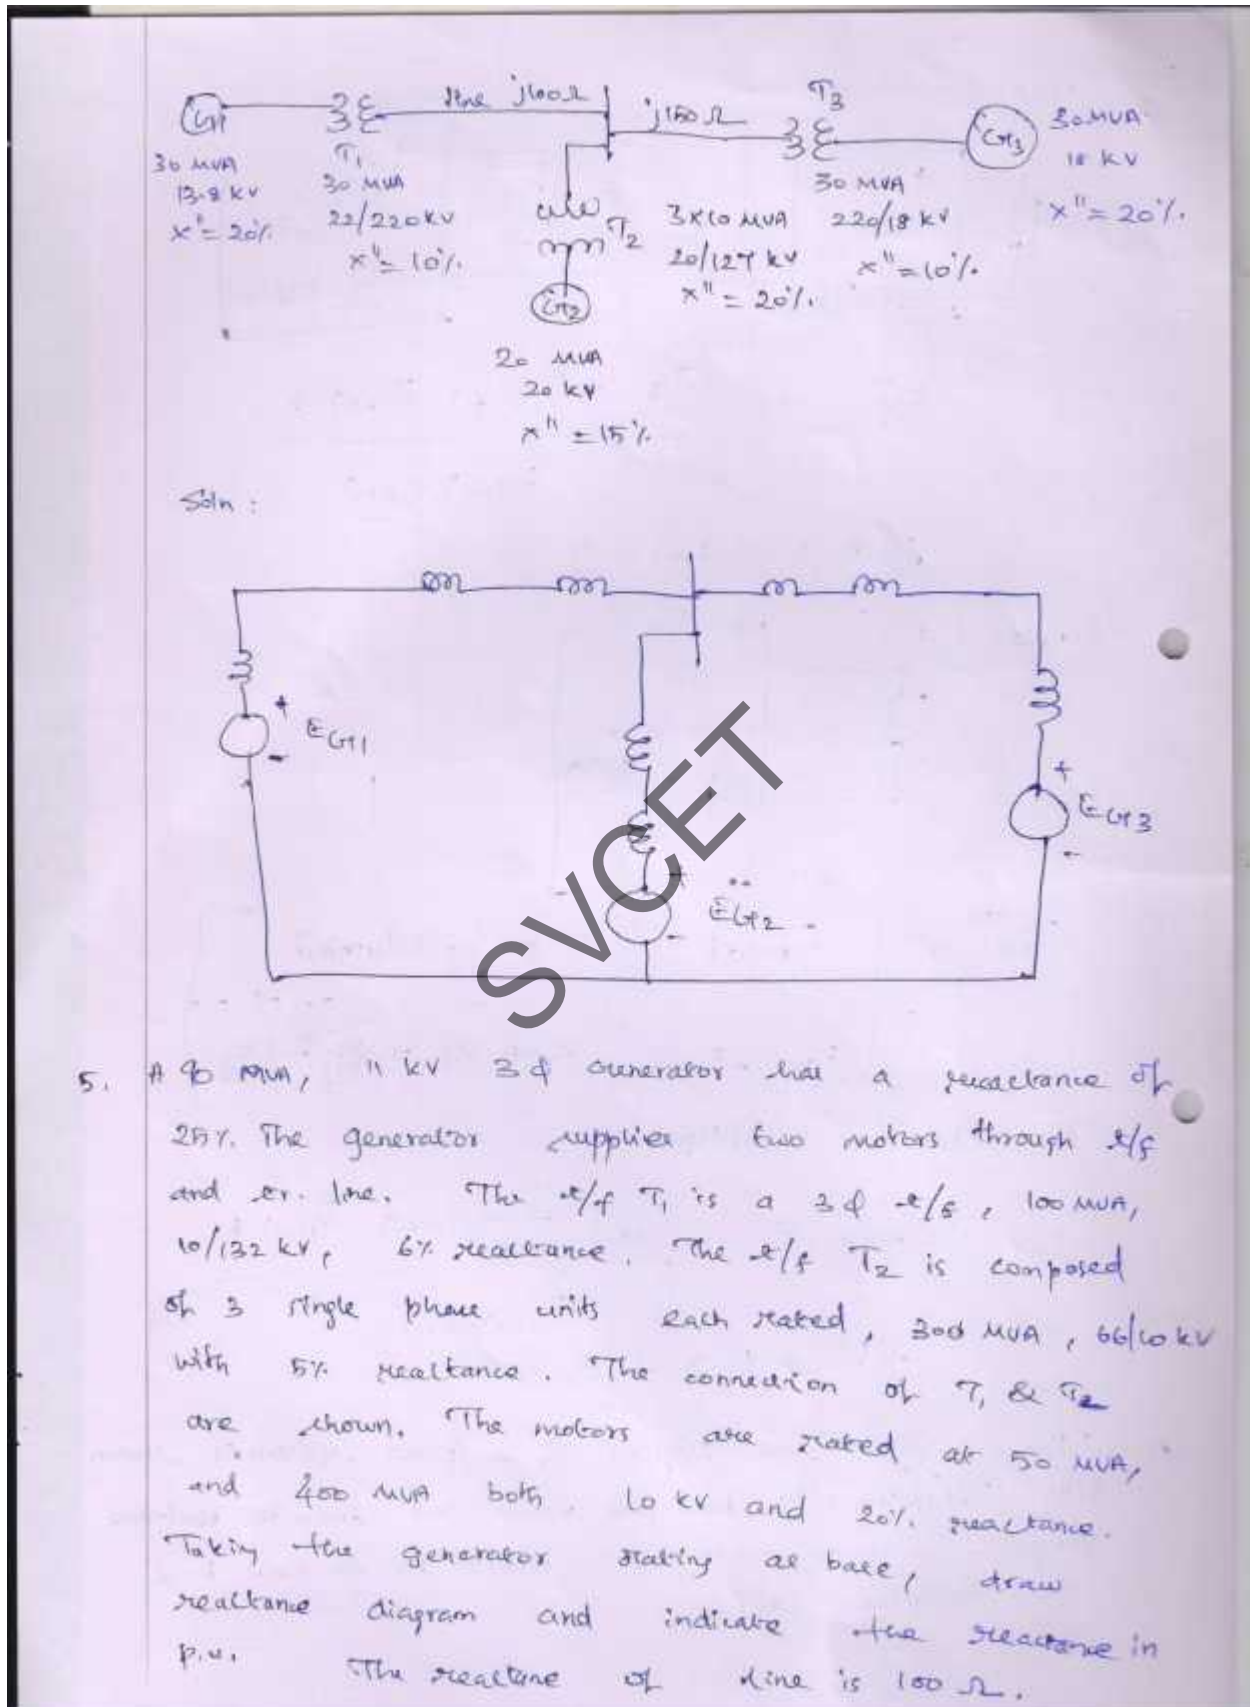 G1
T3
line j100Ω
j150Ω
G3
30 MVA
18 kV
x" = 20%
30 MVA
13.8 kV
x" = 20%
T1
30 MVA
22/220 kV
x" = 10%
T2
3x10 MVA
20/127 kV
x" = 20%
30 MVA
220/18 kV
x" = 10%
G2
20 MVA
20 kV
x" = 15%
Soln :
+
EG1
-
+
EG2
-
+
EG3
-
SVCET
5. A 90 MVA, 11 kV 3ϕ Generator has a reactance of
25%. The generator supplies two motors through t/f
and tr. line. The t/f T1 is a 3ϕ t/f, 100 MVA,
10/132 kV, 6% reactance. The t/f T2 is composed
of 3 single phase units each rated, 300 MVA, 66/10 kV
with 5% reactance. The connection of T1 & T2
are shown. The motors are rated at 50 MVA,
and 400 MVA both 10 kV and 20% reactance.
Taking the generator rating as base, draw
reactance diagram and indicate the reactance in
p.u. The reactane of line is 100 Ω.